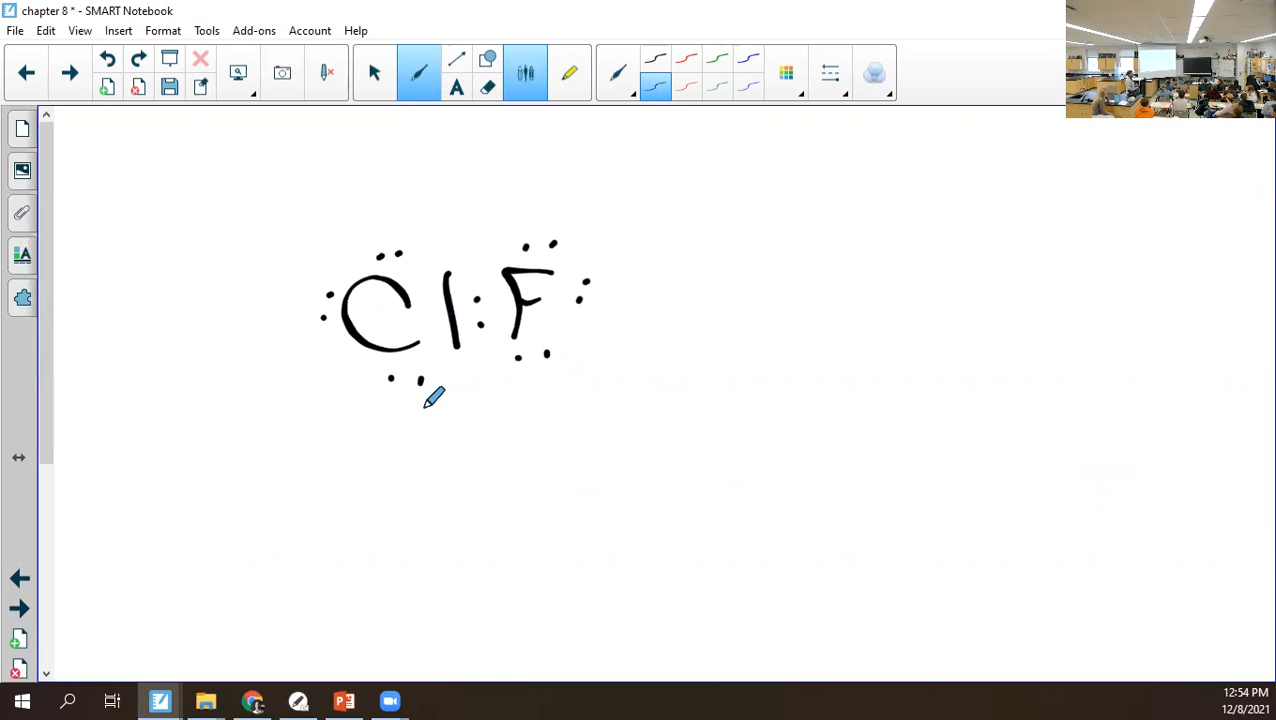 chapter 8 * - SMART Notebook
File Edit View Insert Format Tools Add-ons Account Help
Cl:F
12:54 PM
12/8/2021